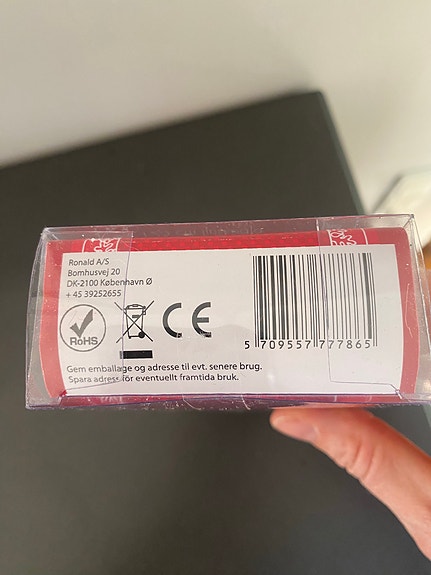 Ronald A/S
Bomhusvej 20
DK-2100 København Ø
+ 45 39252655
RoHS
CE
5 709557 777865
Gem emballage og adresse til evt. senere brug.
Spara adress för eventuellt framtida bruk.